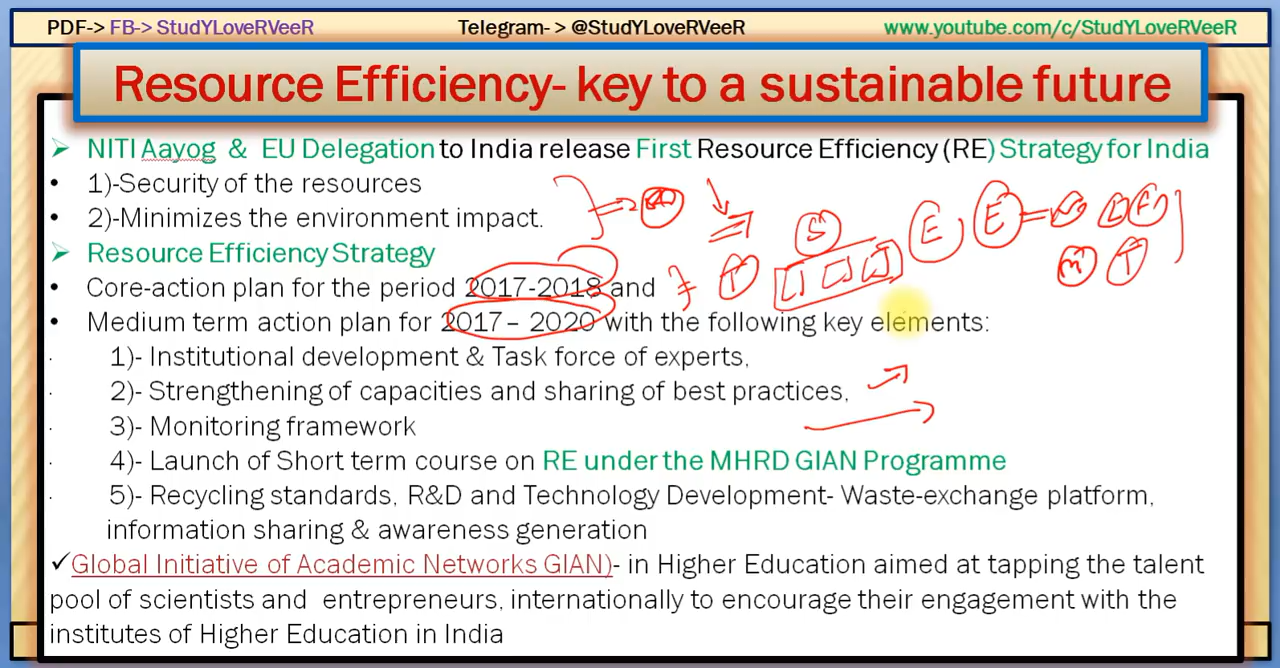 PDF-> FB-> StudYLoveRVeeR Telegram- > @StudYLoveRVeeR www.youtube.com/c/StudYLoveRVeeR
Resource Efficiency- key to a sustainable future
➢ NITI Aayog & EU Delegation to India release First Resource Efficiency (RE) Strategy for India
• 1)-Security of the resources
• 2)-Minimizes the environment impact.
➢ Resource Efficiency Strategy
• Core-action plan for the period 2017-2018 and
• Medium term action plan for 2017 – 2020 with the following key elements:
· 1)- Institutional development & Task force of experts,
· 2)- Strengthening of capacities and sharing of best practices,
· 3)- Monitoring framework
· 4)- Launch of Short term course on RE under the MHRD GIAN Programme
· 5)- Recycling standards, R&D and Technology Development- Waste-exchange platform,
information sharing & awareness generation
✓Global Initiative of Academic Networks GIAN)- in Higher Education aimed at tapping the talent
pool of scientists and entrepreneurs, internationally to encourage their engagement with the
institutes of Higher Education in India